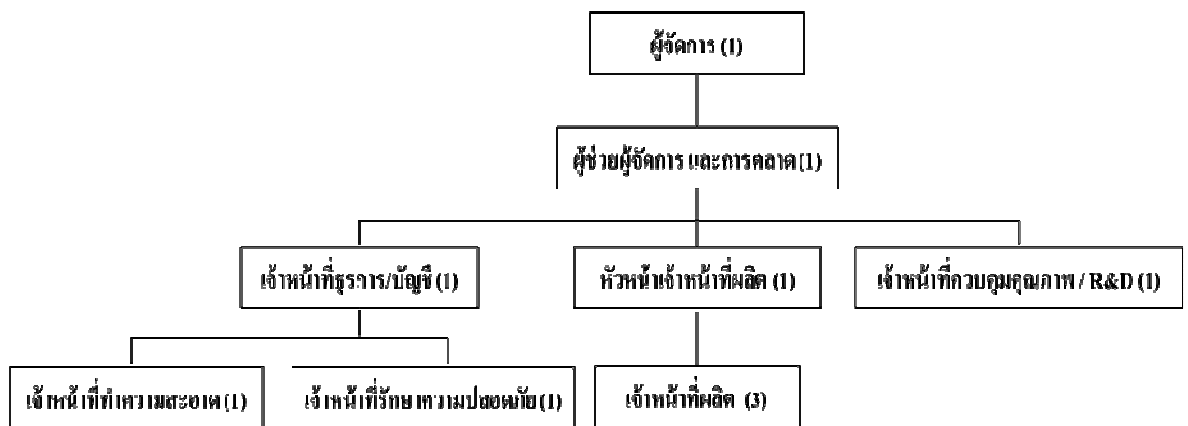 ผู้จัดการ (1)
ผู้ช่วยผู้จัดการ และการตลาด (1)
เจ้าหน้าที่ธุรการ/บัญชี (1)
หัวหน้าเจ้าหน้าที่ผลิต (1)
เจ้าหน้าที่ควบคุมคุณภาพ / R&D (1)
เจ้าหน้าที่ทำความสะอาด (1)
เจ้าหน้าที่รักษาความปลอดภัย (1)
เจ้าหน้าที่ผลิต (3)